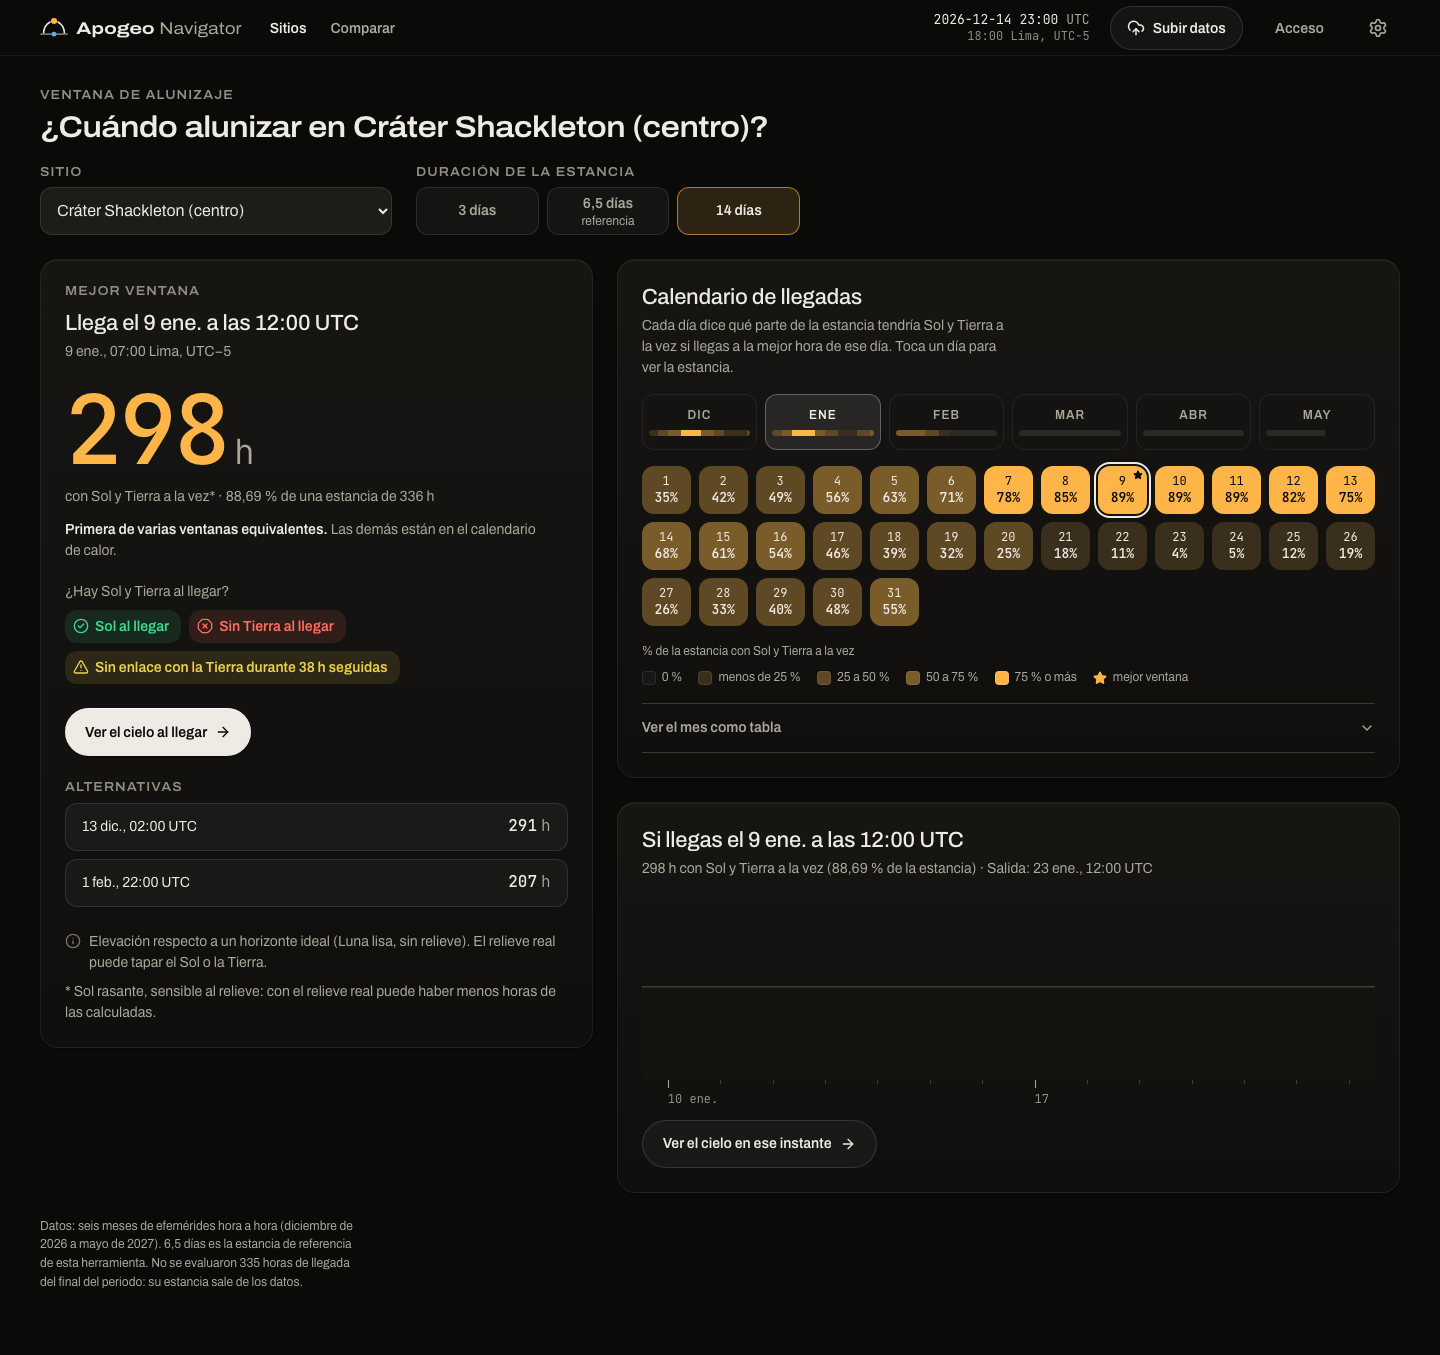 Apogeo Navigator
Sitios
Comparar
2026-12-14 23:00 UTC
18:00 Lima, UTC-5
Subir datos
Acceso
VENTANA DE ALUNIZAJE
¿Cuándo alunizar en Cráter Shackleton (centro)?
SITIO
Cráter Shackleton (centro)
DURACIÓN DE LA ESTANCIA
3 días
6,5 días
referencia
14 días
MEJOR VENTANA
Llega el 9 ene. a las 12:00 UTC
9 ene., 07:00 Lima, UTC−5
298 h
con Sol y Tierra a la vez* · 88,69 % de una estancia de 336 h
Primera de varias ventanas equivalentes. Las demás están en el calendario
de calor.
¿Hay Sol y Tierra al llegar?
Sol al llegar
Sin Tierra al llegar
Sin enlace con la Tierra durante 38 h seguidas
Ver el cielo al llegar
ALTERNATIVAS
13 dic., 02:00 UTC 291 h
1 feb., 22:00 UTC 207 h
Elevación respecto a un horizonte ideal (Luna lisa, sin relieve). El relieve real
puede tapar el Sol o la Tierra.
* Sol rasante, sensible al relieve: con el relieve real puede haber menos horas de
las calculadas.
Calendario de llegadas
Cada día dice qué parte de la estancia tendría Sol y Tierra a
la vez si llegas a la mejor hora de ese día. Toca un día para
ver la estancia.
DIC ENE FEB MAR ABR MAY
1 2 3 4 5 6 7 8 9 10 11 12 13
35% 42% 49% 56% 63% 71% 78% 85% 89% 89% 89% 82% 75%
14 15 16 17 18 19 20 21 22 23 24 25 26
68% 61% 54% 46% 39% 32% 25% 18% 11% 4% 5% 12% 19%
27 28 29 30 31
26% 33% 40% 48% 55%
% de la estancia con Sol y Tierra a la vez
0 % menos de 25 % 25 a 50 % 50 a 75 % 75 % o más mejor ventana
Ver el mes como tabla
Si llegas el 9 ene. a las 12:00 UTC
298 h con Sol y Tierra a la vez (88,69 % de la estancia) · Salida: 23 ene., 12:00 UTC
10 ene. 17
Ver el cielo en ese instante
Datos: seis meses de efemérides hora a hora (diciembre de
2026 a mayo de 2027). 6,5 días es la estancia de referencia
de esta herramienta. No se evaluaron 335 horas de llegada
del final del periodo: su estancia sale de los datos.